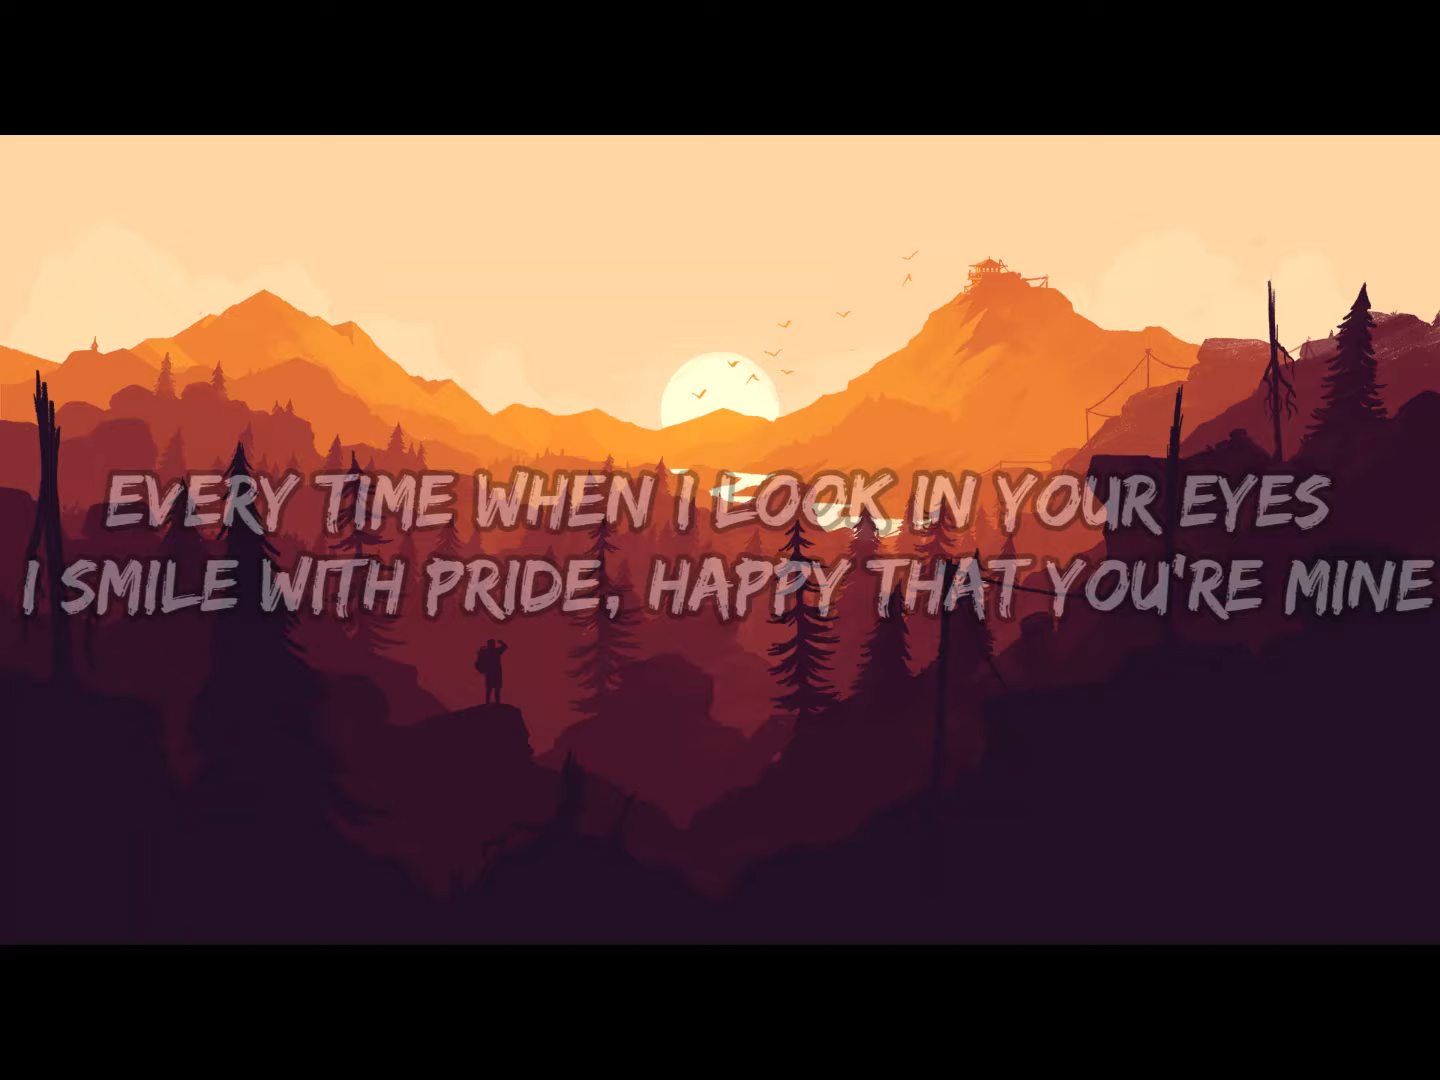 EVERY TIME WHEN I LOOK IN YOUR EYES
I SMILE WITH PRIDE, HAPPY THAT YOU'RE MINE